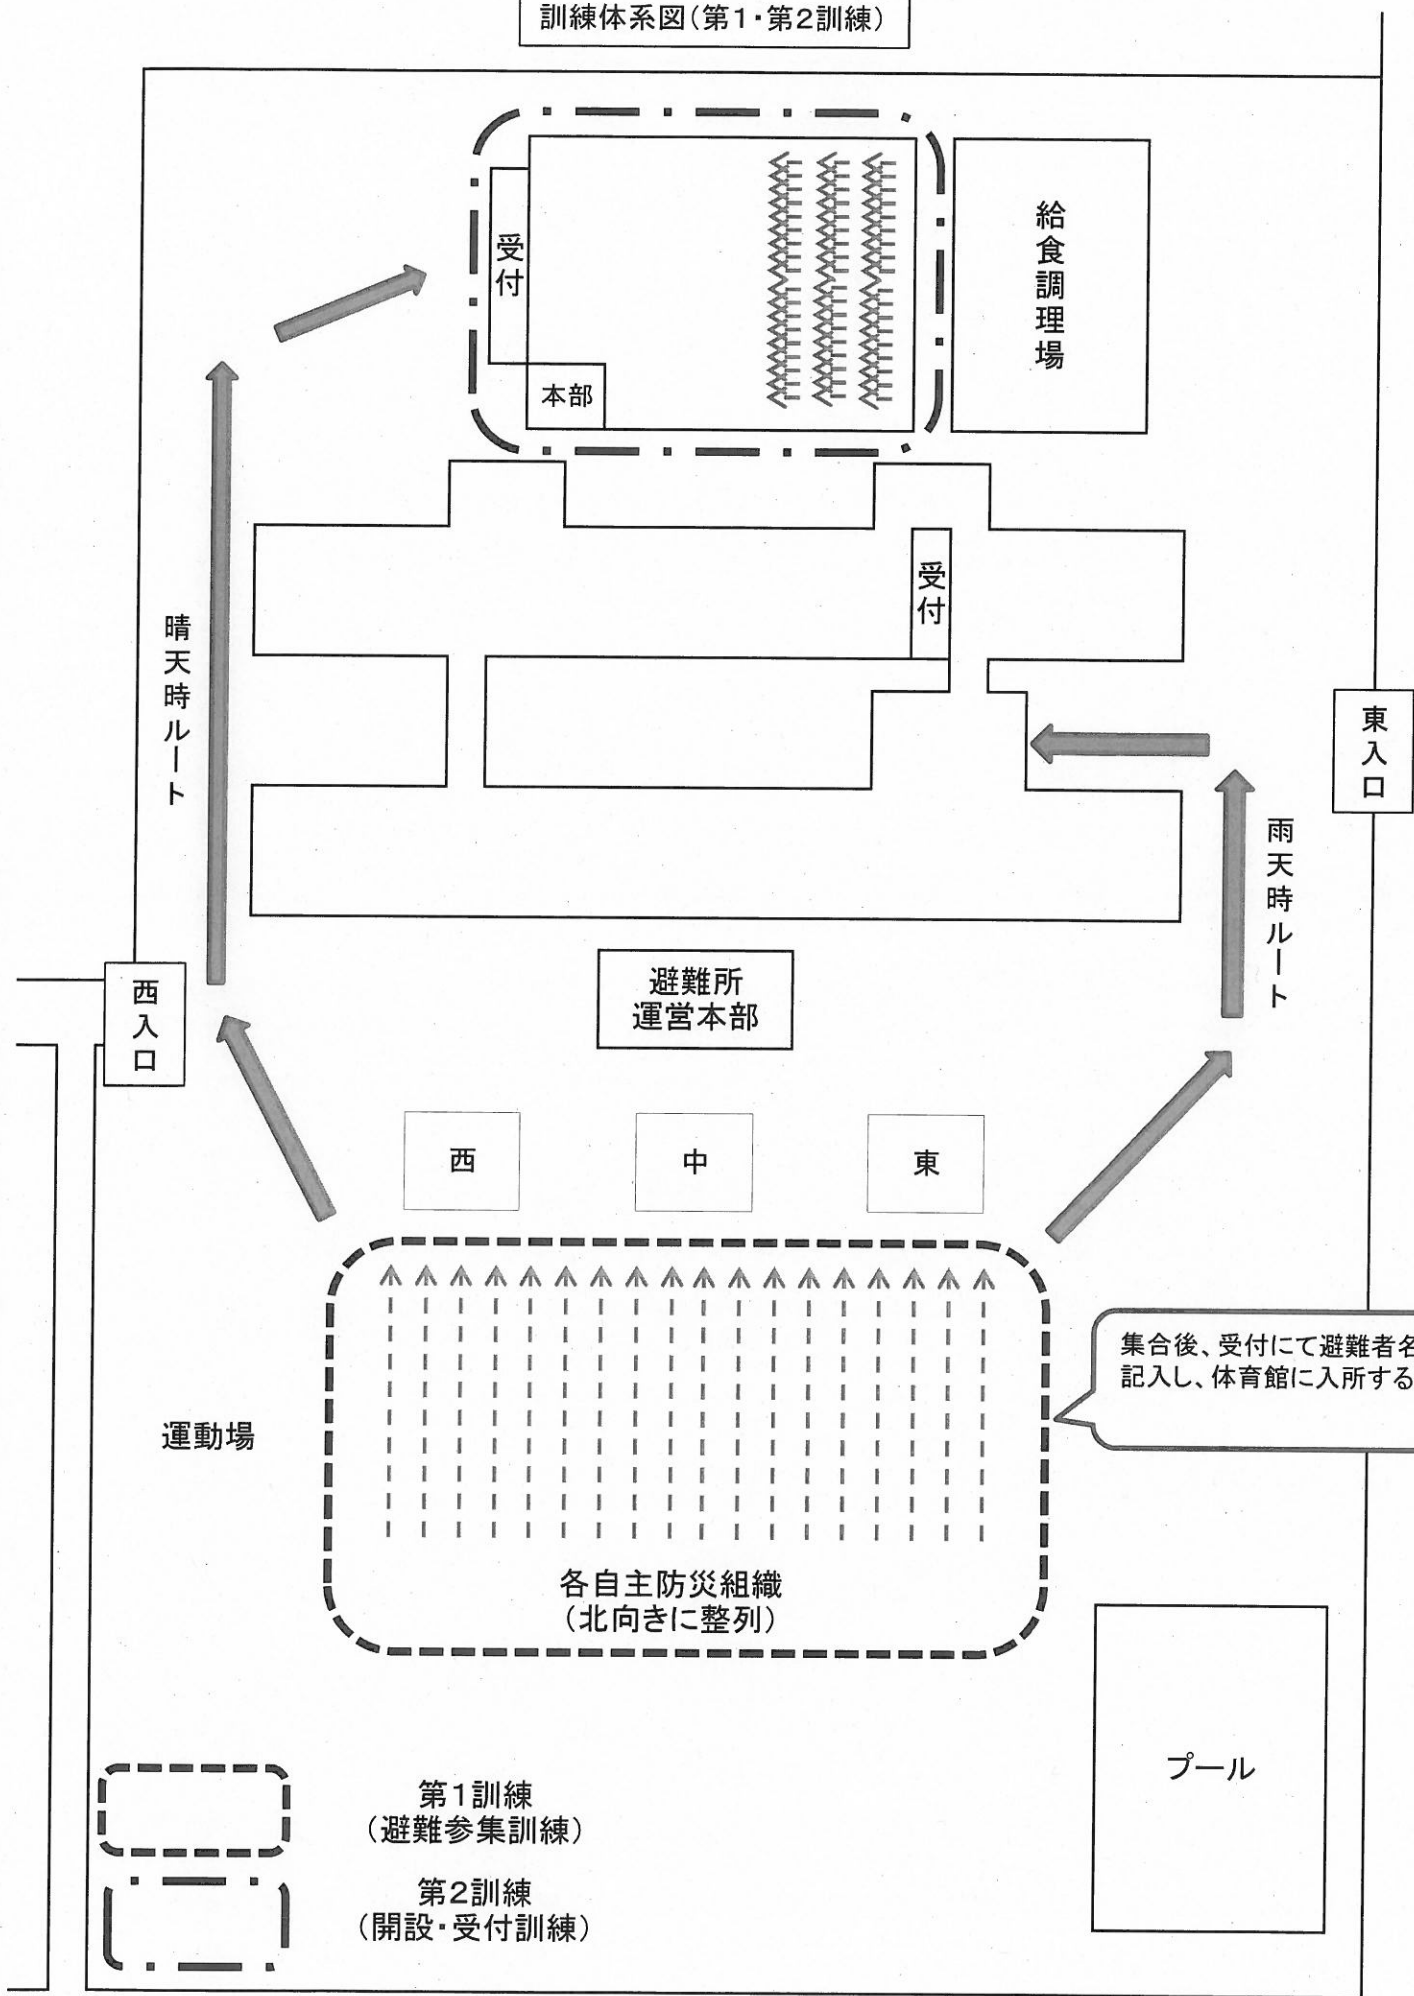 訓練体系図(第1・第2訓練)
受付
給食調理場
本部
受付
晴天時ルート
東入口
雨天時ルート
西入口
避難所
運営本部
西
中
東
集合後、受付にて避難者名
記入し、体育館に入所する
運動場
各自主防災組織
(北向きに整列)
プール
第1訓練
(避難参集訓練)
第2訓練
(開設・受付訓練)